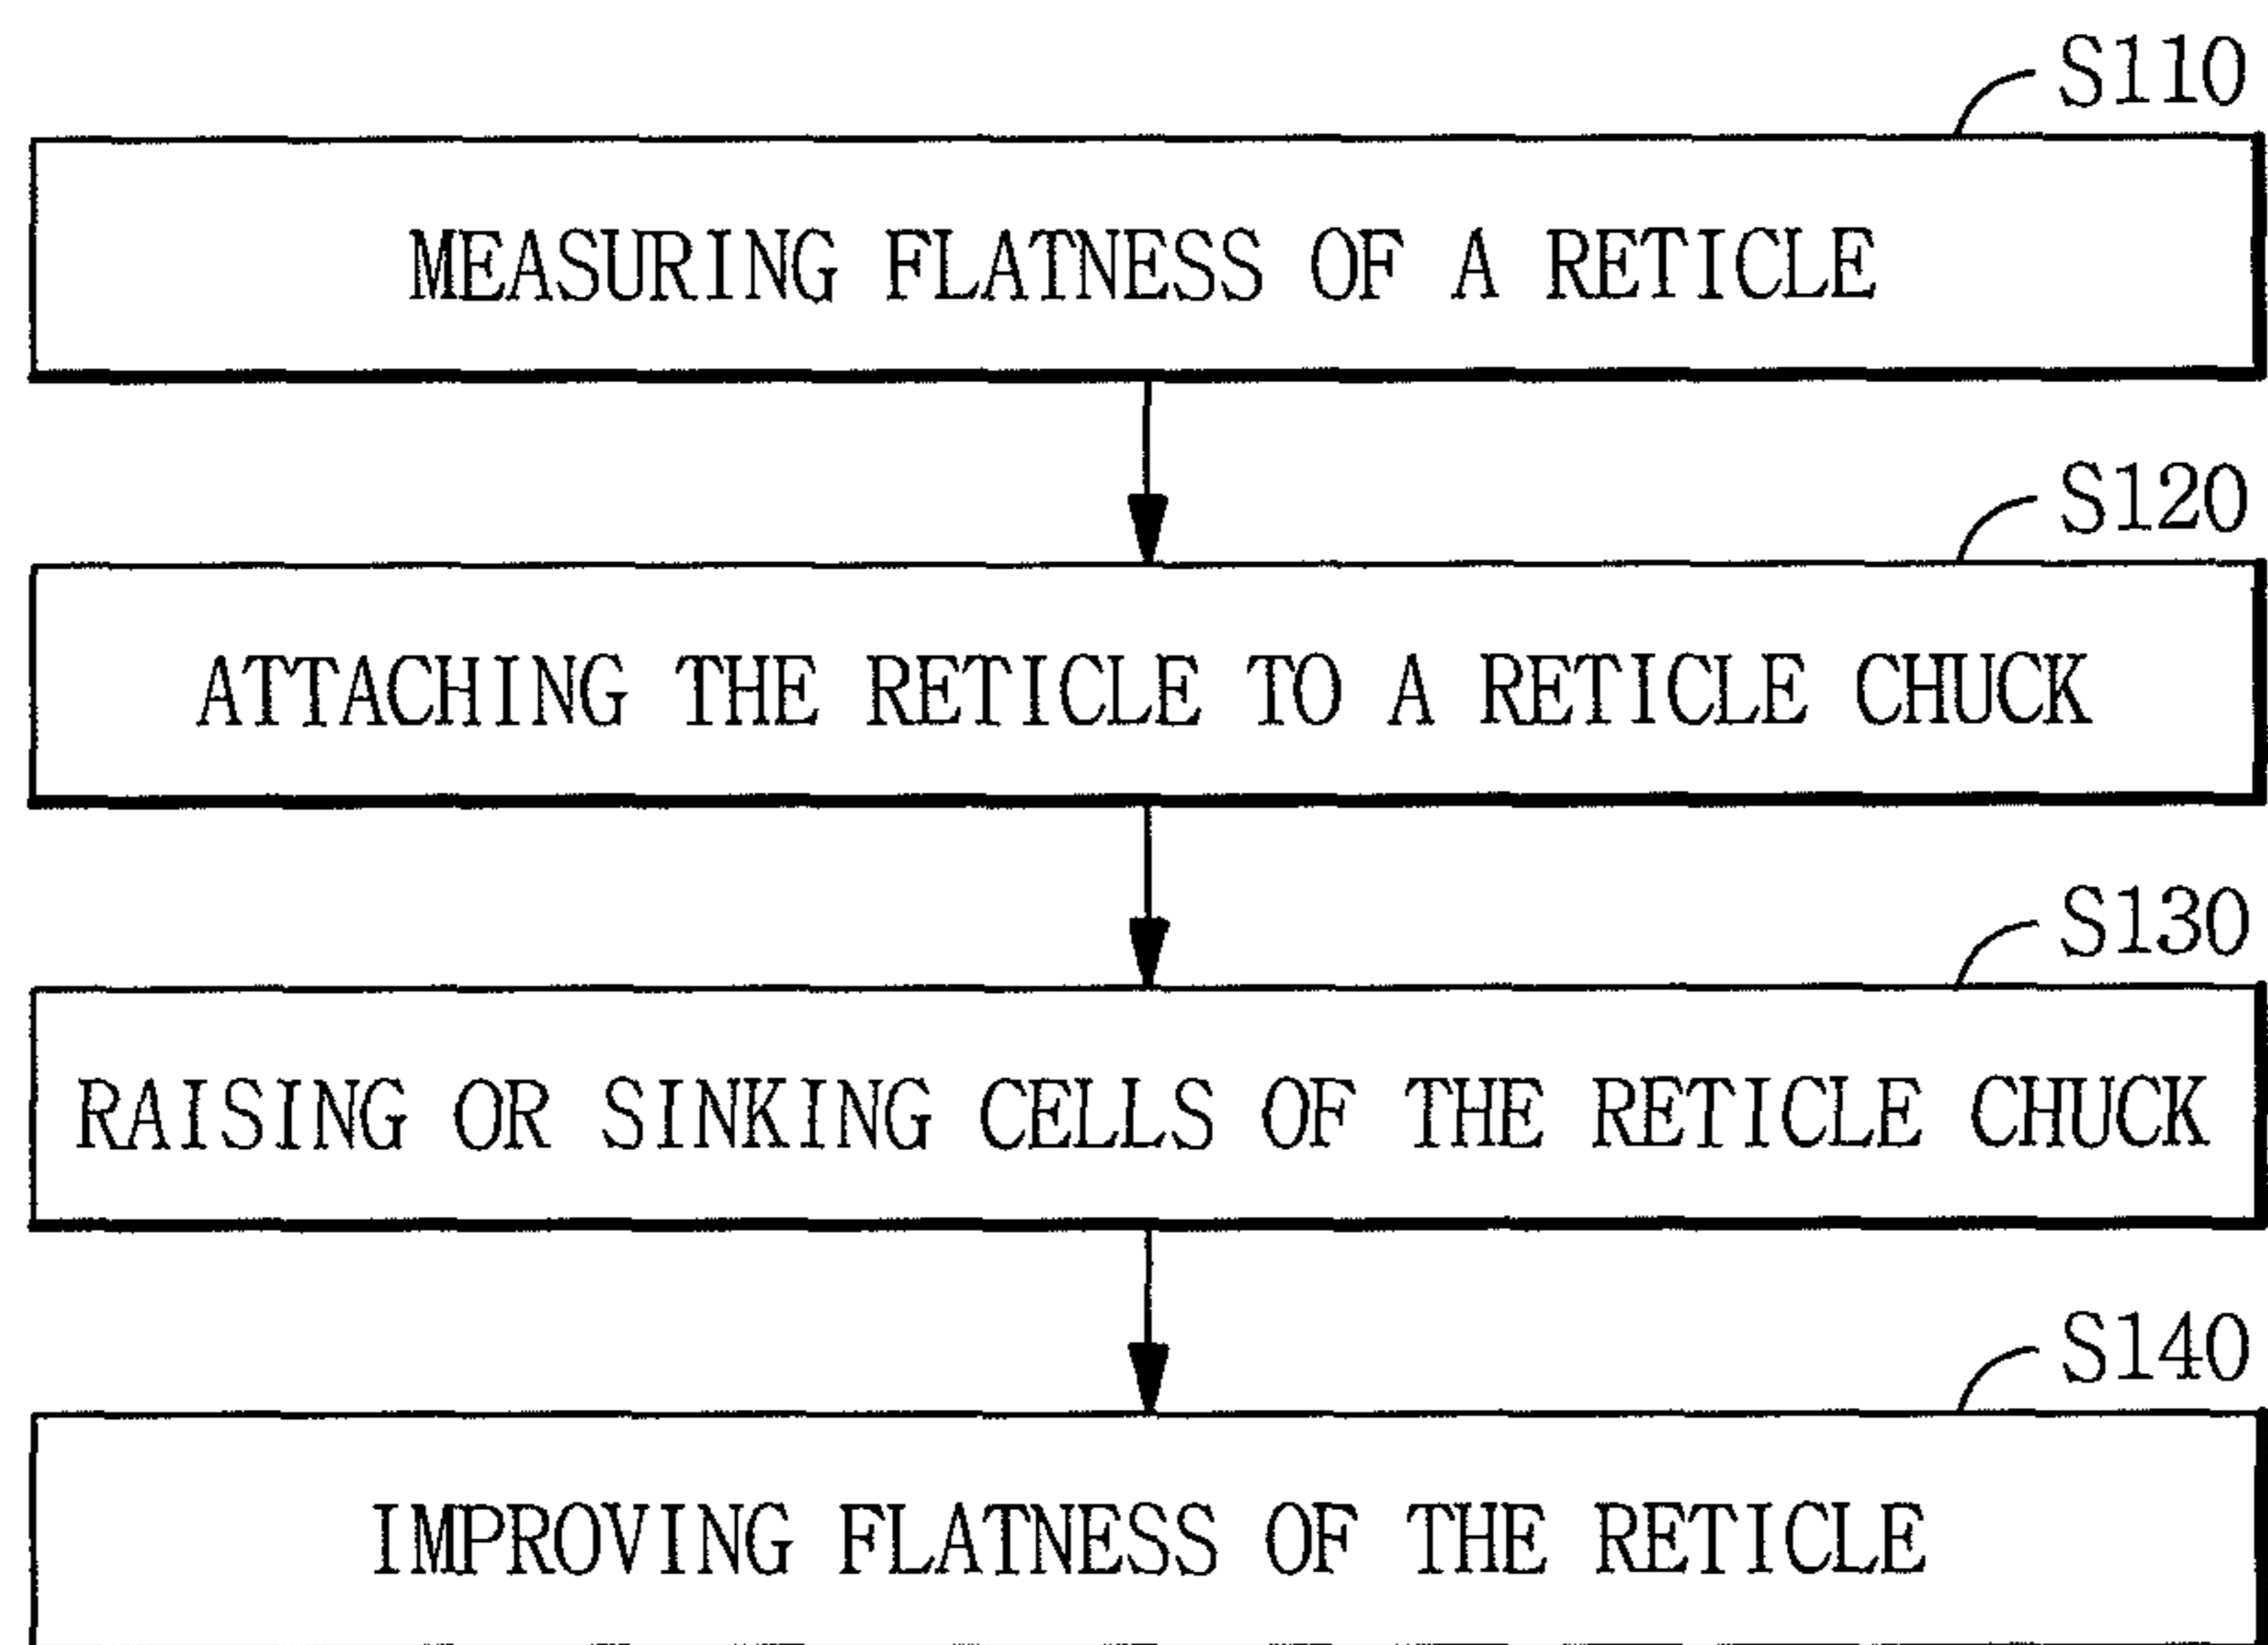 S110
MEASURING FLATNESS OF A RETICLE
S120
ATTACHING THE RETICLE TO A RETICLE CHUCK
S130
RAISING OR SINKING CELLS OF THE RETICLE CHUCK
S140
IMPROVING FLATNESS OF THE RETICLE